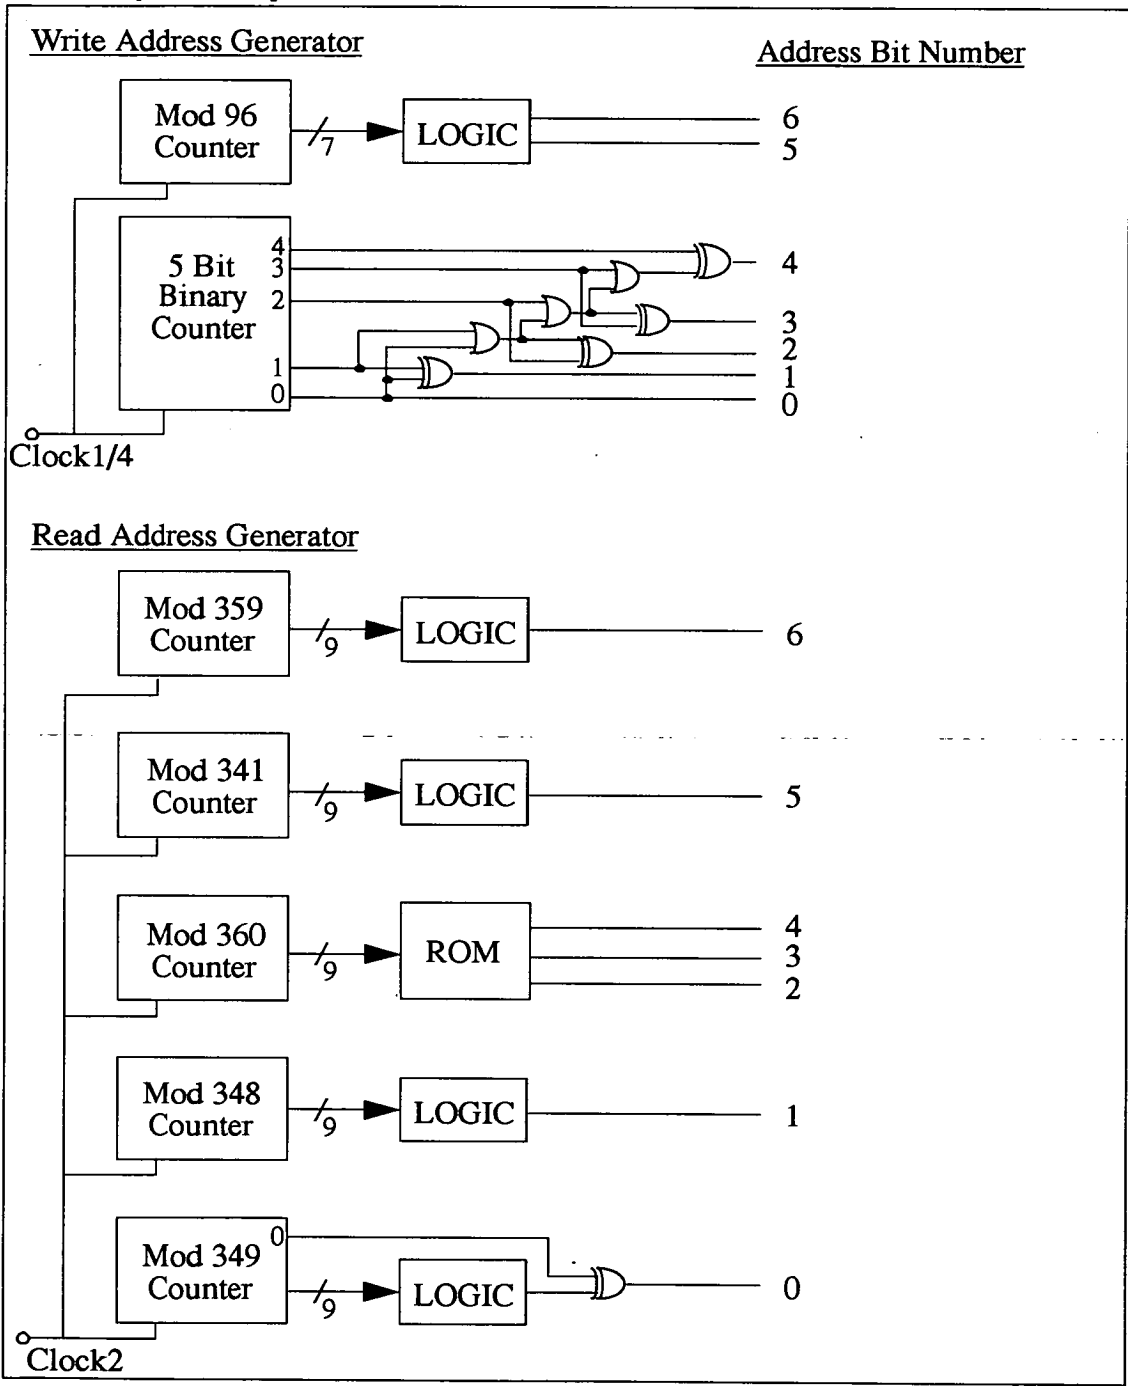 Write Address Generator
Address Bit Number
Mod 96
Counter
7
LOGIC
6
5
5 Bit
Binary
Counter
4
3
2
1
0
4
3
2
1
0
Clock1/4
Read Address Generator
Mod 359
Counter
9
LOGIC
6
Mod 341
Counter
9
LOGIC
5
Mod 360
Counter
9
ROM
4
3
2
Mod 348
Counter
9
LOGIC
1
Mod 349
Counter
0
9
LOGIC
0
Clock2